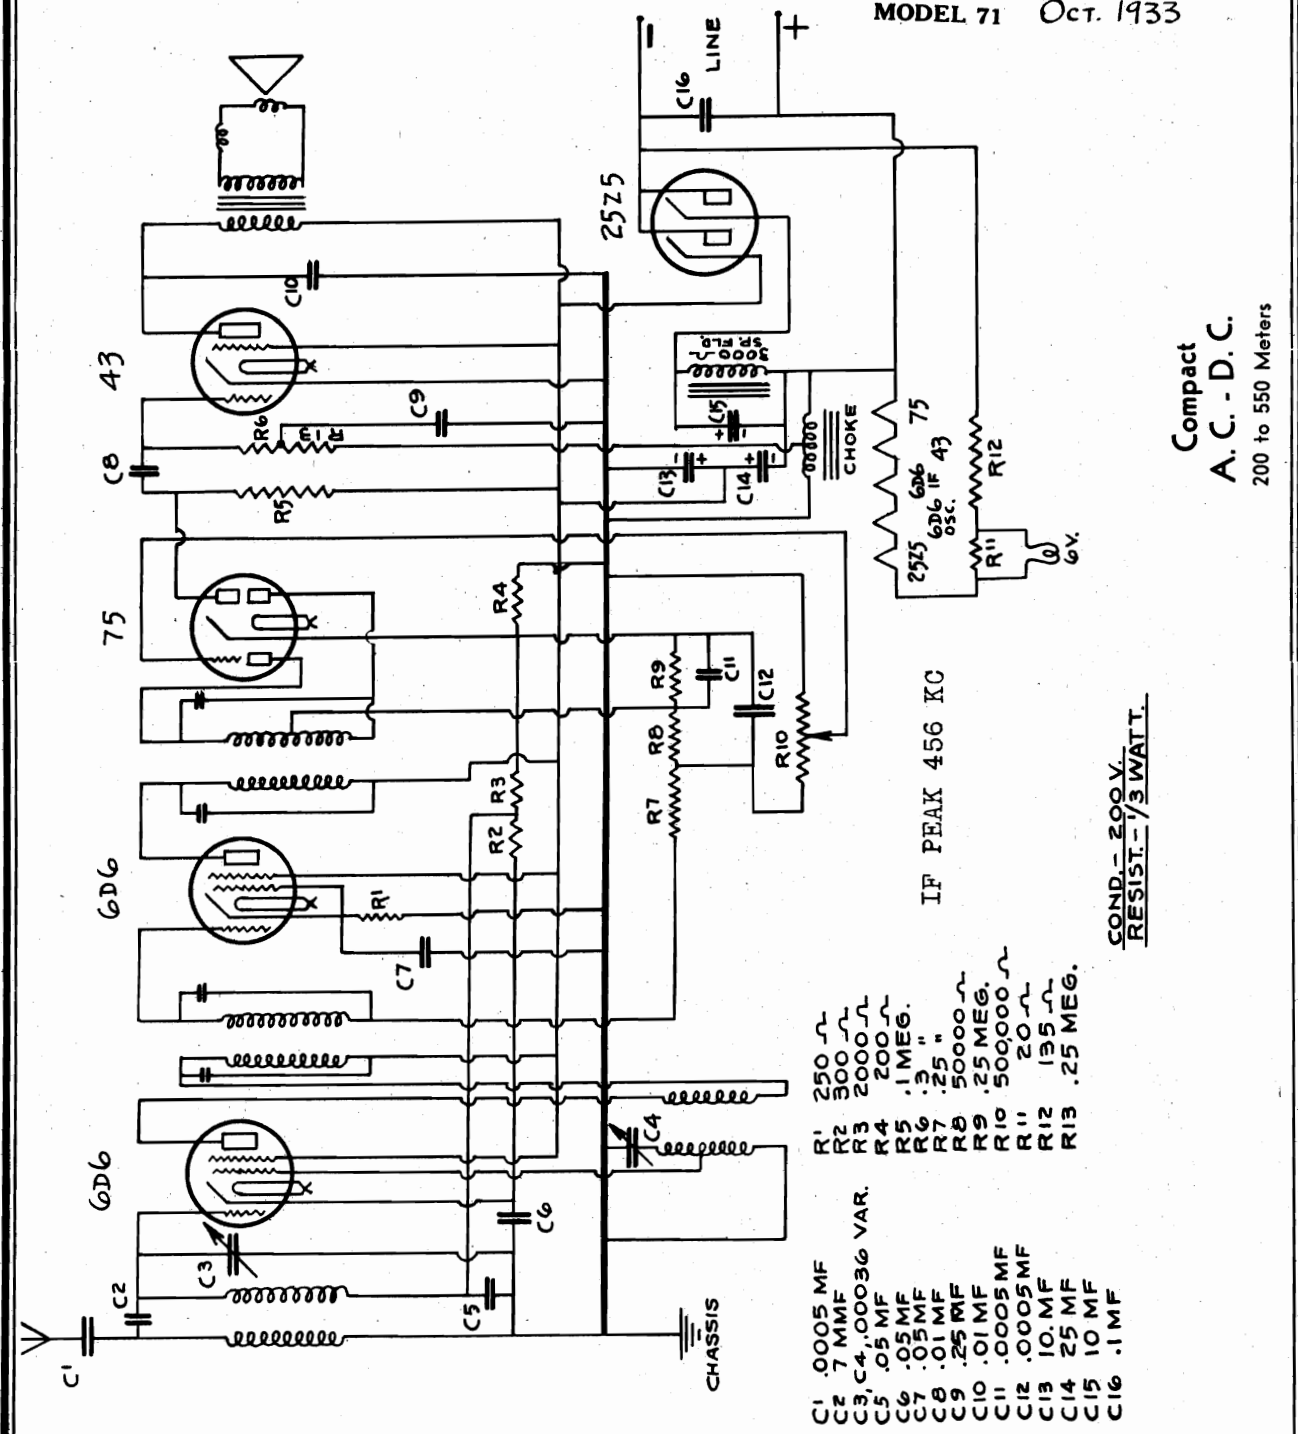 MODEL 71 OCT. 1933
- LINE +
C16
25Z5
C10
43
C8
R6
R13
C9
R5
3000 Ω
SP. FLD.
C15
+ -
C13 - +
C14 + -
CHOKE
25Z5 6D6 OSC. 6D6 IF 43 75
R12
R11
6V.
75
R4
R9
C11
C12
R8
R10
R7
R3
R2
6D6
R1
C7
6D6
C3
C2
C1
C6
C5
C4
CHASSIS
IF PEAK 456 KC
Compact
A. C. - D. C.
200 to 550 Meters
COND.- 200V.
RESIST.- 1/3 WATT.
R1 250 Ω
R2 300 Ω
R3 2000 Ω
R4 200 Ω
R5 .1 MEG.
R6 .3 "
R7 .25 "
R8 50000 Ω
R9 .25 MEG.
R10 500,000 Ω
R11 20 Ω
R12 135 Ω
R13 .25 MEG.
C1 .0005 MF
C2 7 MMF
C3, C4, .00036 VAR.
C5 .05 MF
C6 .05 MF
C7 .05 MF
C8 .01 MF
C9 .25 MF
C10 .01 MF
C11 .0005 MF
C12 .0005 MF
C13 10. MF
C14 25 MF
C15 10 MF
C16 .1 MF